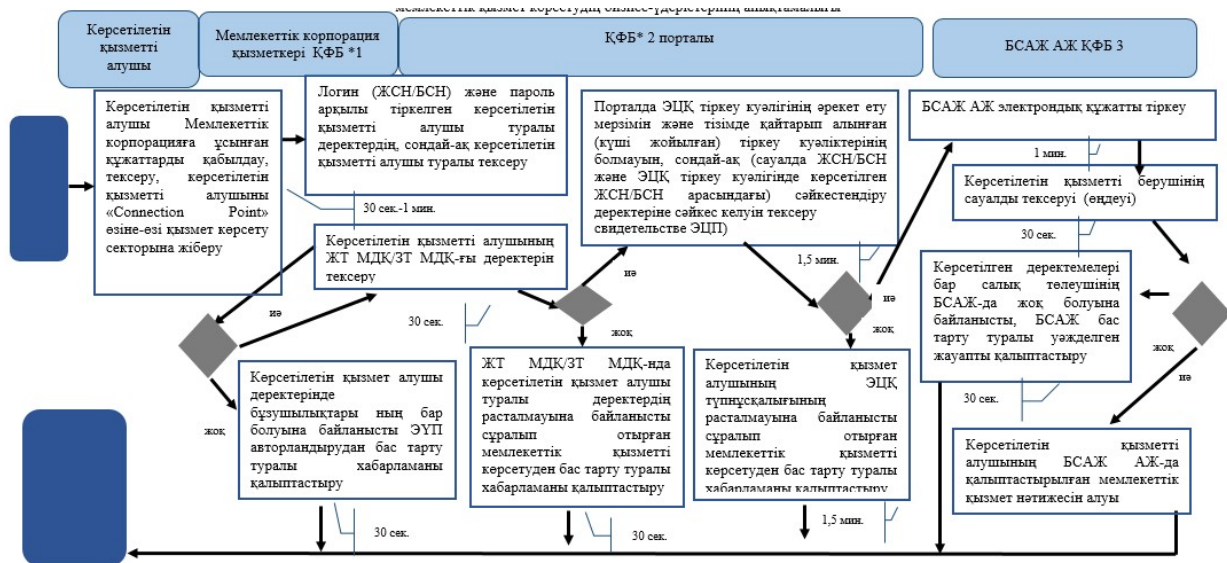 мемлекеттік қызмет көрсетудің бизнес-үдерістерінің анықтамалығы
Көрсетілетін
қызметті
алушы
Мемлекеттік корпорация
қызметкері ҚФБ *1
ҚФБ* 2 порталы
БСАЖ АЖ ҚФБ 3
Көрсетілетін қызметті
алушы Мемлекеттік
корпорацияға ұсынған
құжаттарды қабылдау,
тексеру, көрсетілетін
қызметті алушыны
«Connection Point»
өзіне-өзі қызмет көрсету
секторына жіберу
Логин (ЖСН/БСН) және пароль
арқылы тіркелген көрсетілетін
қызметті алушы туралы
деректердің, сондай-ақ көрсетілетін
қызметті алушы туралы тексеру
30 сек.-1 мин.
Көрсетілетін қызметті алушының
ЖТ МДҚ/ЗТ МДҚ-ғы деректерін
тексеру
30 сек.
иә
жоқ
Көрсетілетін қызмет алушы
деректерінде
бұзушылықтары ның бар
болуына байланысты ЭҮП
авторландырудан бас тарту
туралы хабарламаны
қалыптастыру
30 сек.
Порталда ЭЦҚ тіркеу куәлігінің әрекет ету
мерзімін және тізімде қайтарып алынған
(күші жойылған) тіркеу куәліктерінің
болмауын, сондай-ақ (сауалда ЖСН/БСН
және ЭЦҚ тіркеу куәлігінде көрсетілген
ЖСН/БСН арасындағы) сәйкестендіру
деректеріне сәйкес келуін тексеру
свидетельстве ЭЦП)
1,5 мин.
иә
жоқ
ЖТ МДҚ/ЗТ МДҚ-нда
көрсетілетін қызмет алушы
туралы деректердің
расталмауына байланысты
сұралып отырған
мемлекеттік қызметті
көрсетуден бас тарту туралы
хабарламаны қалыптастыру
30 сек.
иә
жоқ
Көрсетілетін қызмет
алушының ЭЦҚ
түпнұсқалығының
расталмауына байланысты
сұралып отырған
мемлекеттік қызметті
көрсетуден бас тарту туралы
хабарламаны қалыптастыру
1,5 мин.
БСАЖ АЖ электрондық құжатты тіркеу
1 мин.
Көрсетілетін қызметті берушінің
сауалды тексеруі (өңдеуі)
30 сек.
Көрсетілген деректемелері
бар салық төлеушінің
БСАЖ-да жоқ болуына
байланысты, БСАЖ бас
тарту туралы уәжделген
жауапты қалыптастыру
30 сек.
жоқ
иә
Көрсетілетін қызметті
алушының БСАЖ АЖ-да
қалыптастырылған мемлекеттік
қызмет нәтижесін алуы